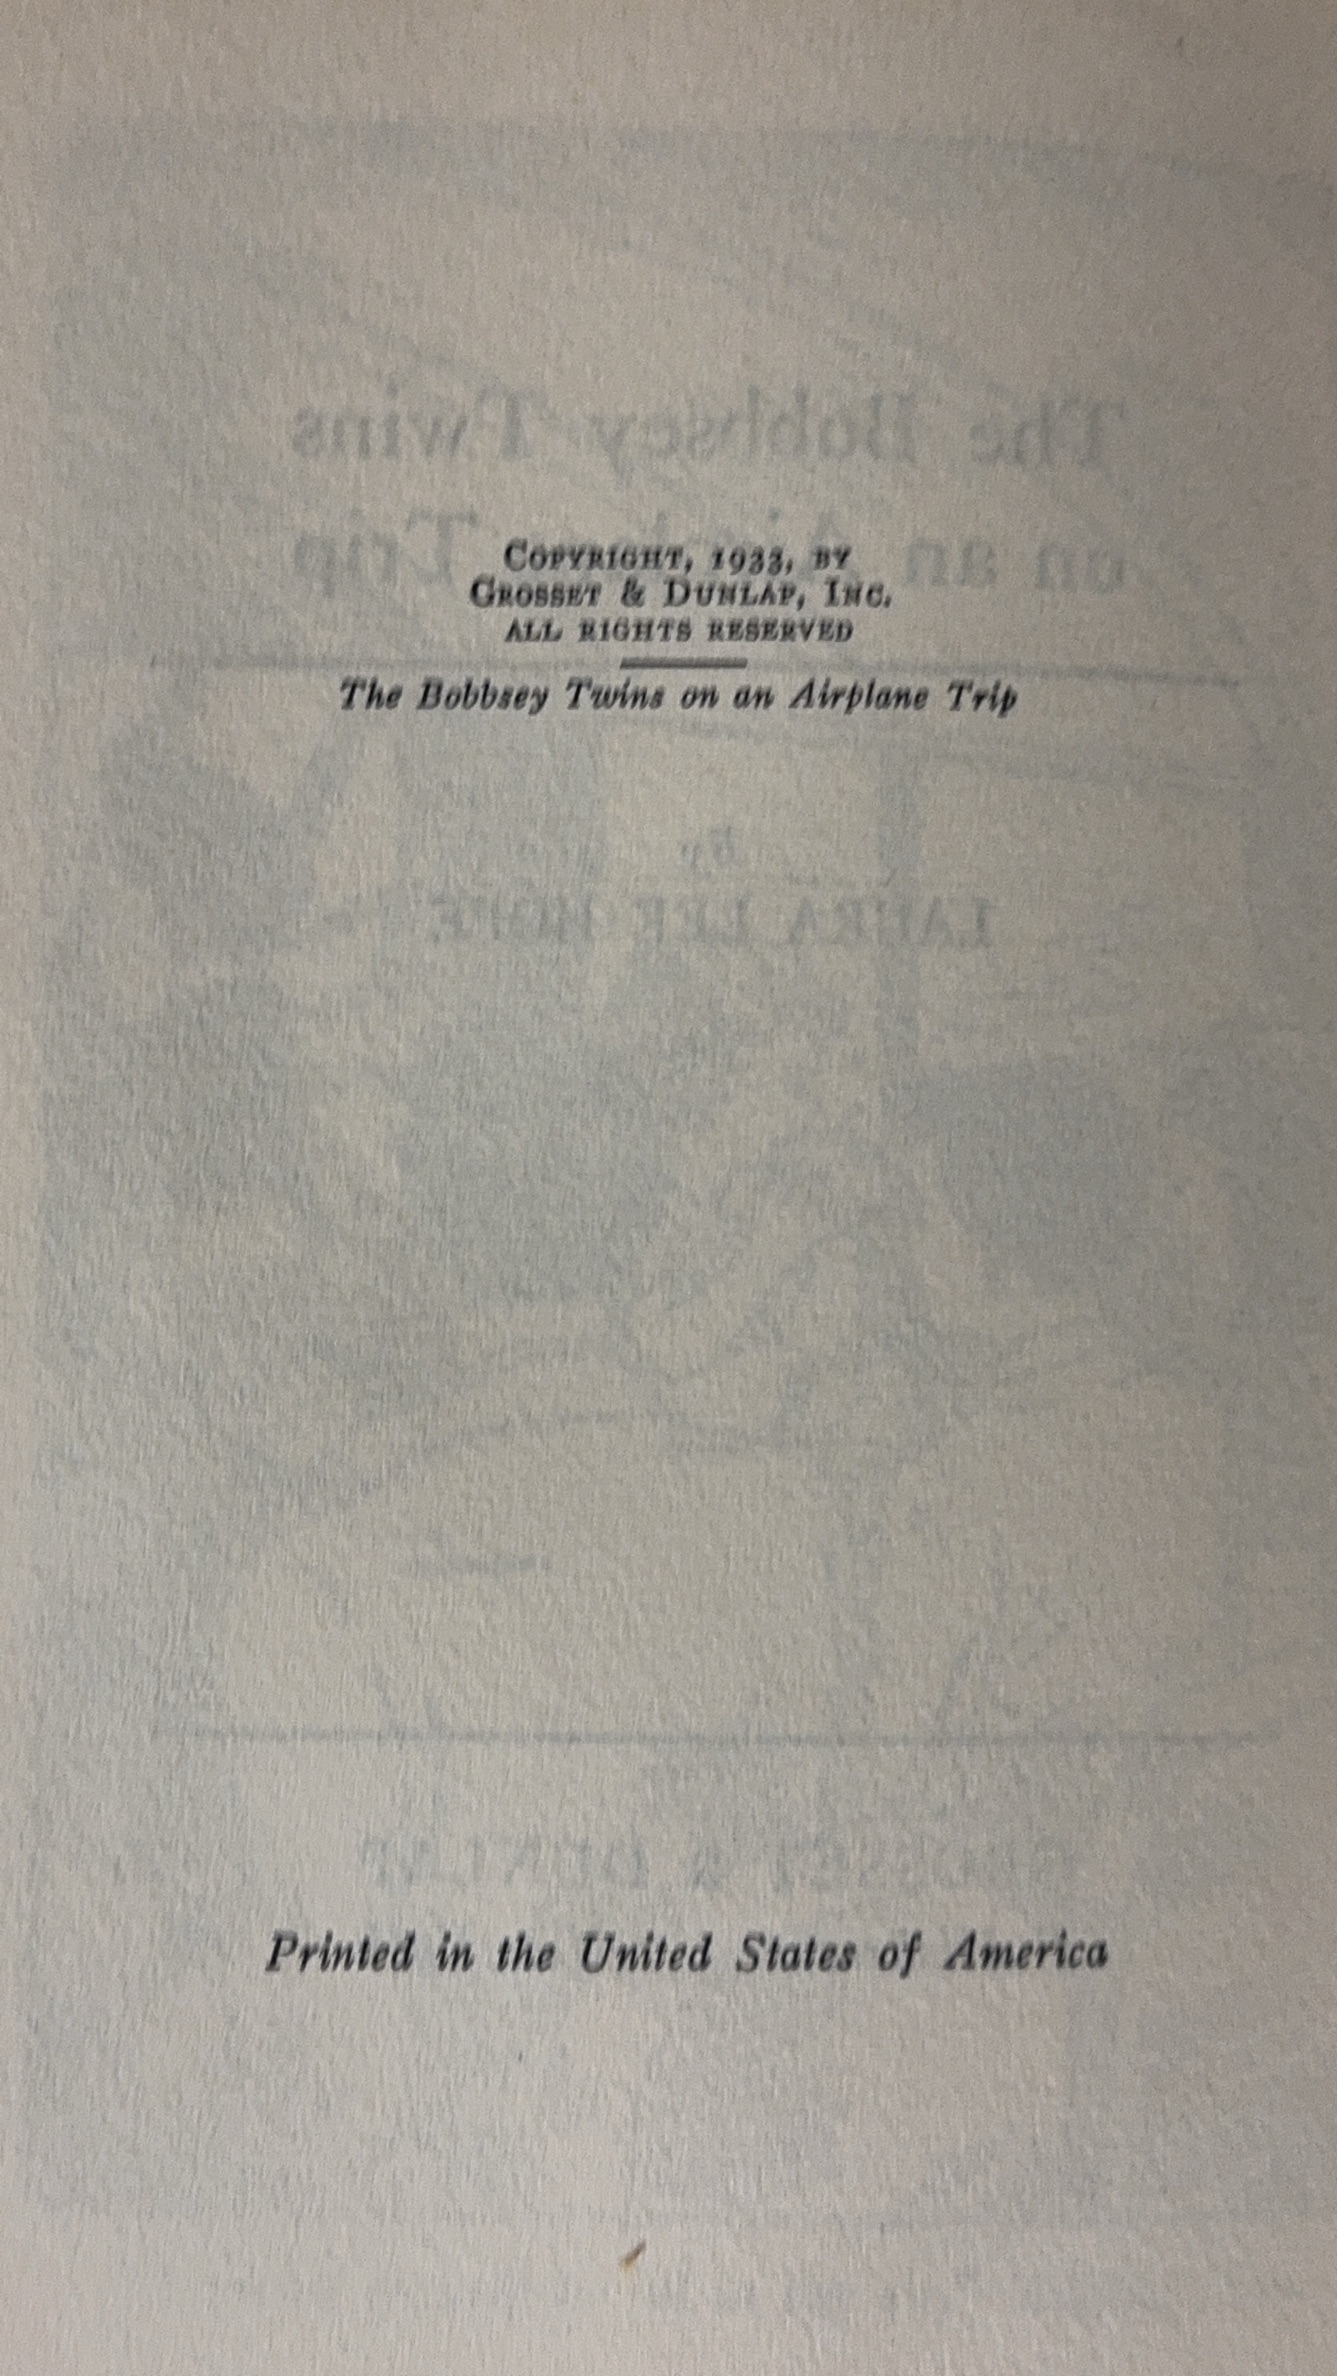 COPYRIGHT, 1933, BY
GROSSET & DUNLAP, INC.
ALL RIGHTS RESERVED
The Bobbsey Twins on an Airplane Trip
Printed in the United States of America